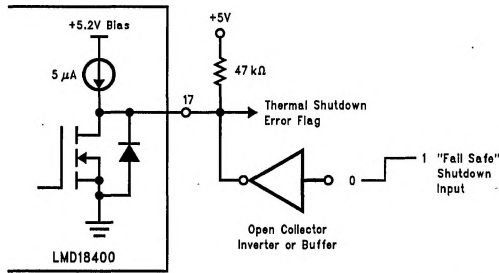 +5.2V Bias
+5V
5 μA
47 kΩ
17
Thermal Shutdown
Error Flag
0
1 "Fail Safe"
Shutdown
Input
Open Collector
Inverter or Buffer
LMD18400